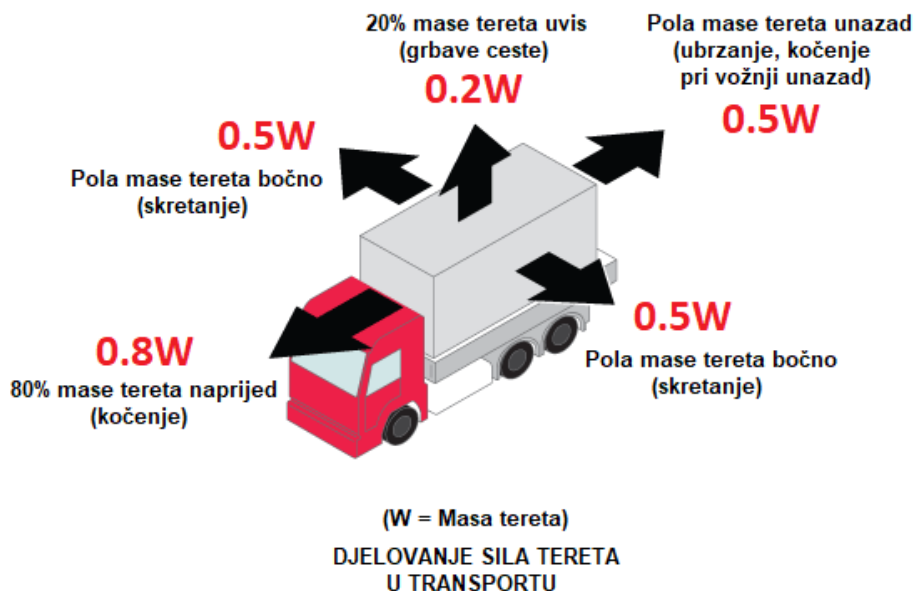 20% mase tereta uvis
(grbave ceste)
0.2W
Pola mase tereta unazad
(ubrzanje, kočenje
pri vožnji unazad)
0.5W
0.5W
Pola mase tereta bočno
(skretanje)
0.5W
Pola mase tereta bočno
(skretanje)
0.8W
80% mase tereta naprijed
(kočenje)
(W = Masa tereta)
DJELOVANJE SILA TERETA
U TRANSPORTU